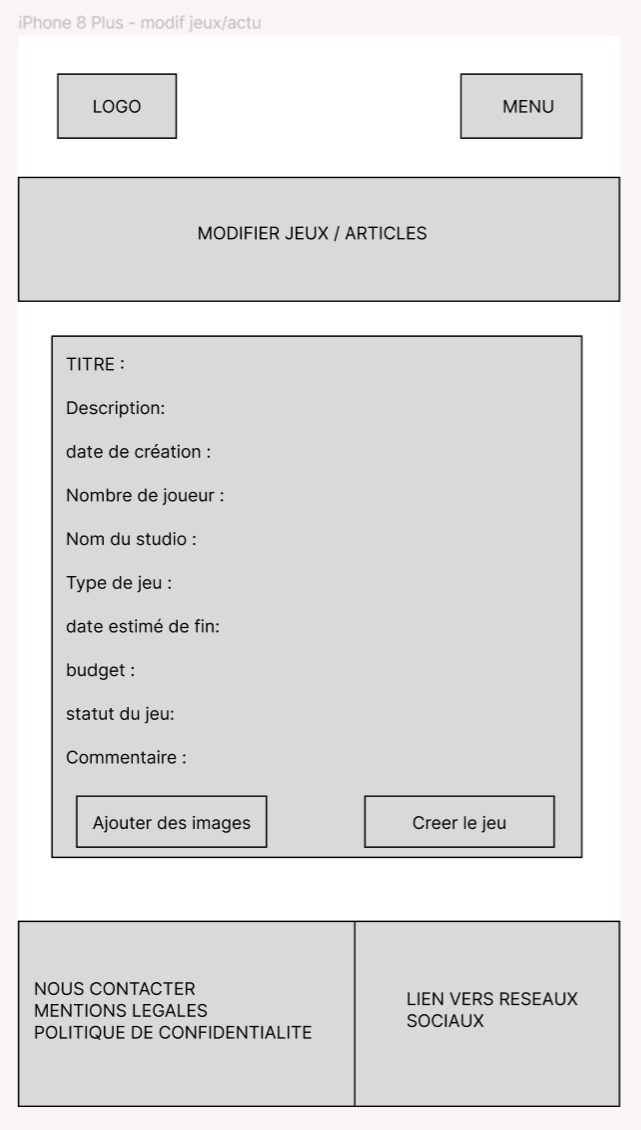 iPhone 8 Plus - modif jeux/actu
LOGO
MENU
MODIFIER JEUX / ARTICLES
TITRE :
Description:
date de création :
Nombre de joueur :
Nom du studio :
Type de jeu :
date estimé de fin:
budget :
statut du jeu:
Commentaire :
Ajouter des images
Creer le jeu
NOUS CONTACTER
MENTIONS LEGALES
POLITIQUE DE CONFIDENTIALITE
LIEN VERS RESEAUX
SOCIAUX